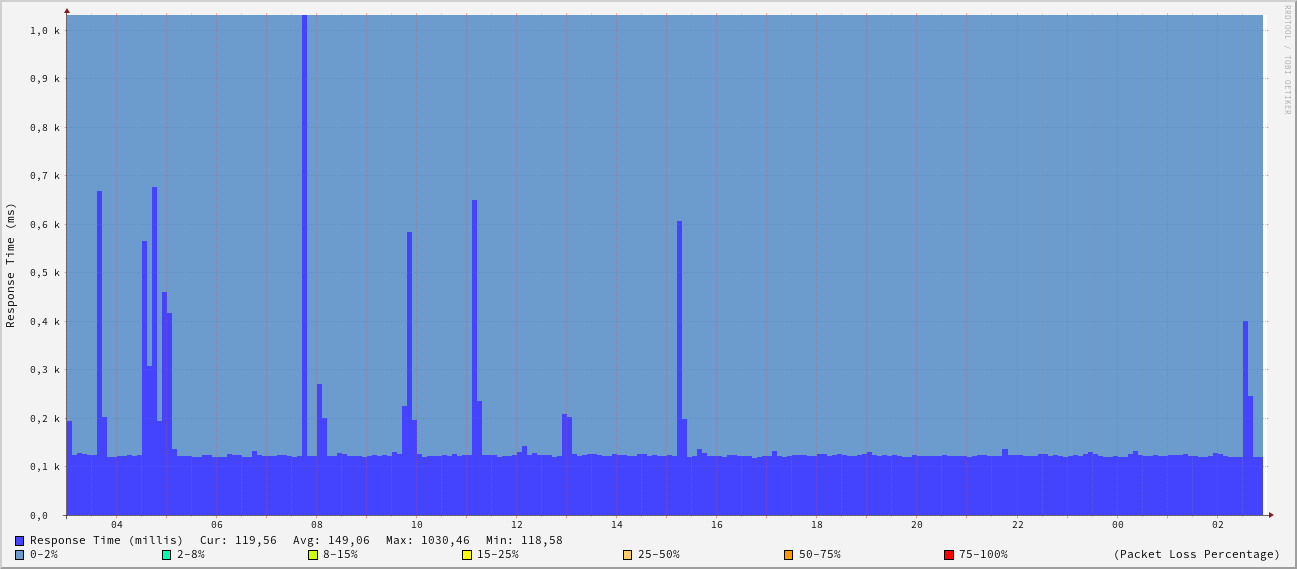 RRDTOOL / TOBI OETIKER
Response Time (ms)
1,0 k
0,9 k
0,8 k
0,7 k
0,6 k
0,5 k
0,4 k
0,3 k
0,2 k
0,1 k
0,0
04 06 08 10 12 14 16 18 20 22 00 02
Response Time (millis) Cur: 119,56 Avg: 149,06 Max: 1030,46 Min: 118,58
0-2% 2-8% 8-15% 15-25% 25-50% 50-75% 75-100% (Packet Loss Percentage)